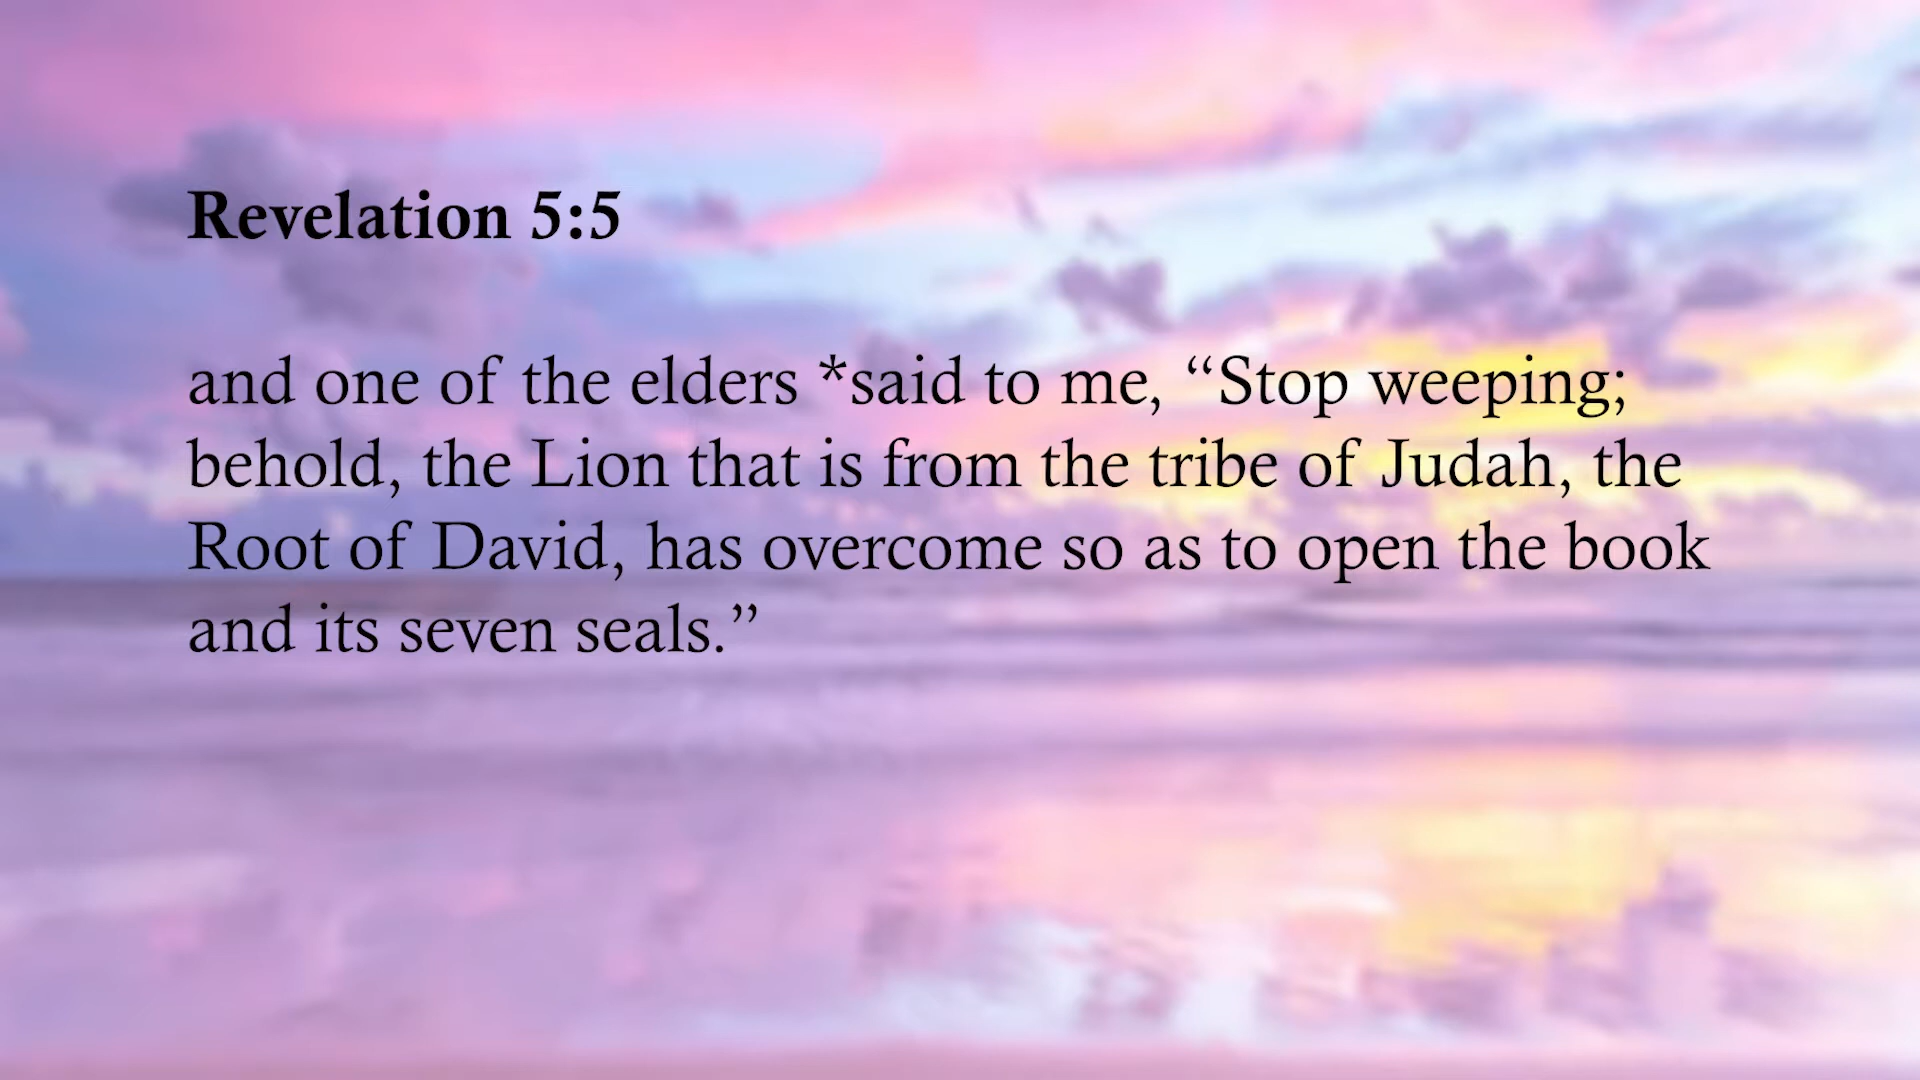 Revelation 5:5
and one of the elders *said to me, “Stop weeping;
behold, the Lion that is from the tribe of Judah, the
Root of David, has overcome so as to open the book
and its seven seals.”